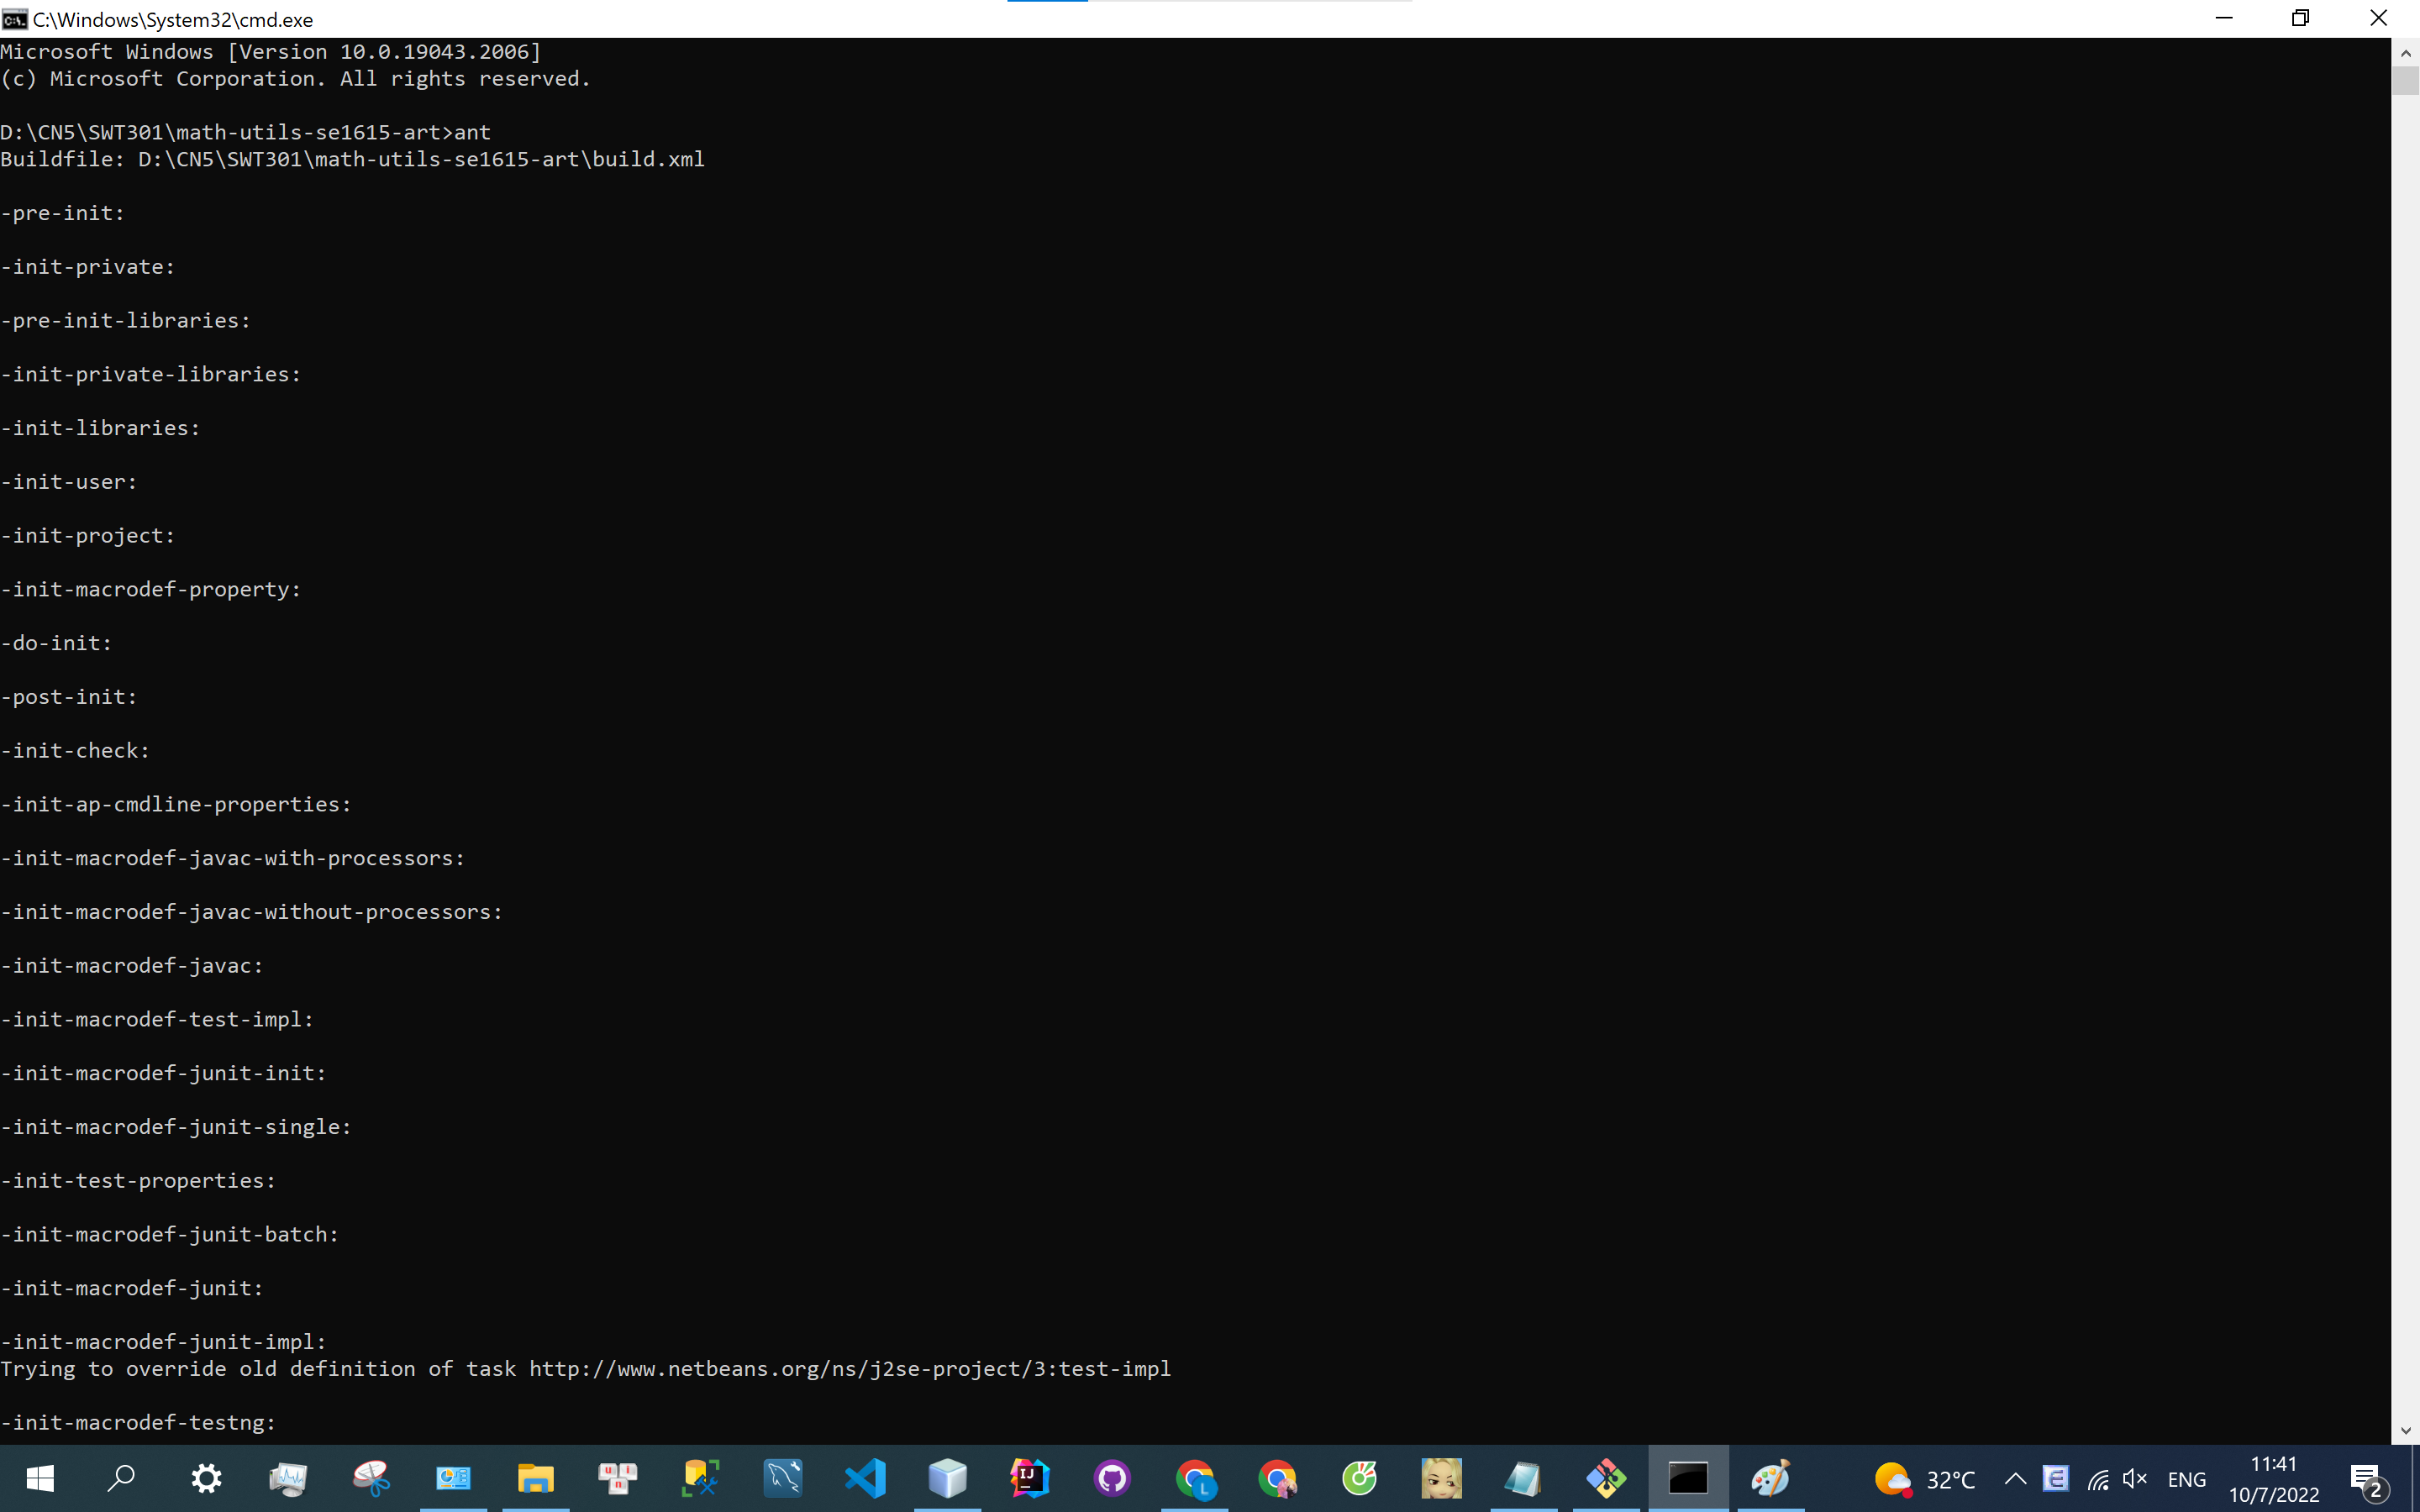 C:\Windows\System32\cmd.exe
Microsoft Windows [Version 10.0.19043.2006]
(c) Microsoft Corporation. All rights reserved.
D:\CN5\SWT301\math-utils-se1615-art>ant
Buildfile: D:\CN5\SWT301\math-utils-se1615-art\build.xml
-pre-init:
-init-private:
-pre-init-libraries:
-init-private-libraries:
-init-libraries:
-init-user:
-init-project:
-init-macrodef-property:
-do-init:
-post-init:
-init-check:
-init-ap-cmdline-properties:
-init-macrodef-javac-with-processors:
-init-macrodef-javac-without-processors:
-init-macrodef-javac:
-init-macrodef-test-impl:
-init-macrodef-junit-init:
-init-macrodef-junit-single:
-init-test-properties:
-init-macrodef-junit-batch:
-init-macrodef-junit:
-init-macrodef-junit-impl:
Trying to override old definition of task http://www.netbeans.org/ns/j2se-project/3:test-impl
-init-macrodef-testng:
32°C
ENG
11:41
10/7/2022
2